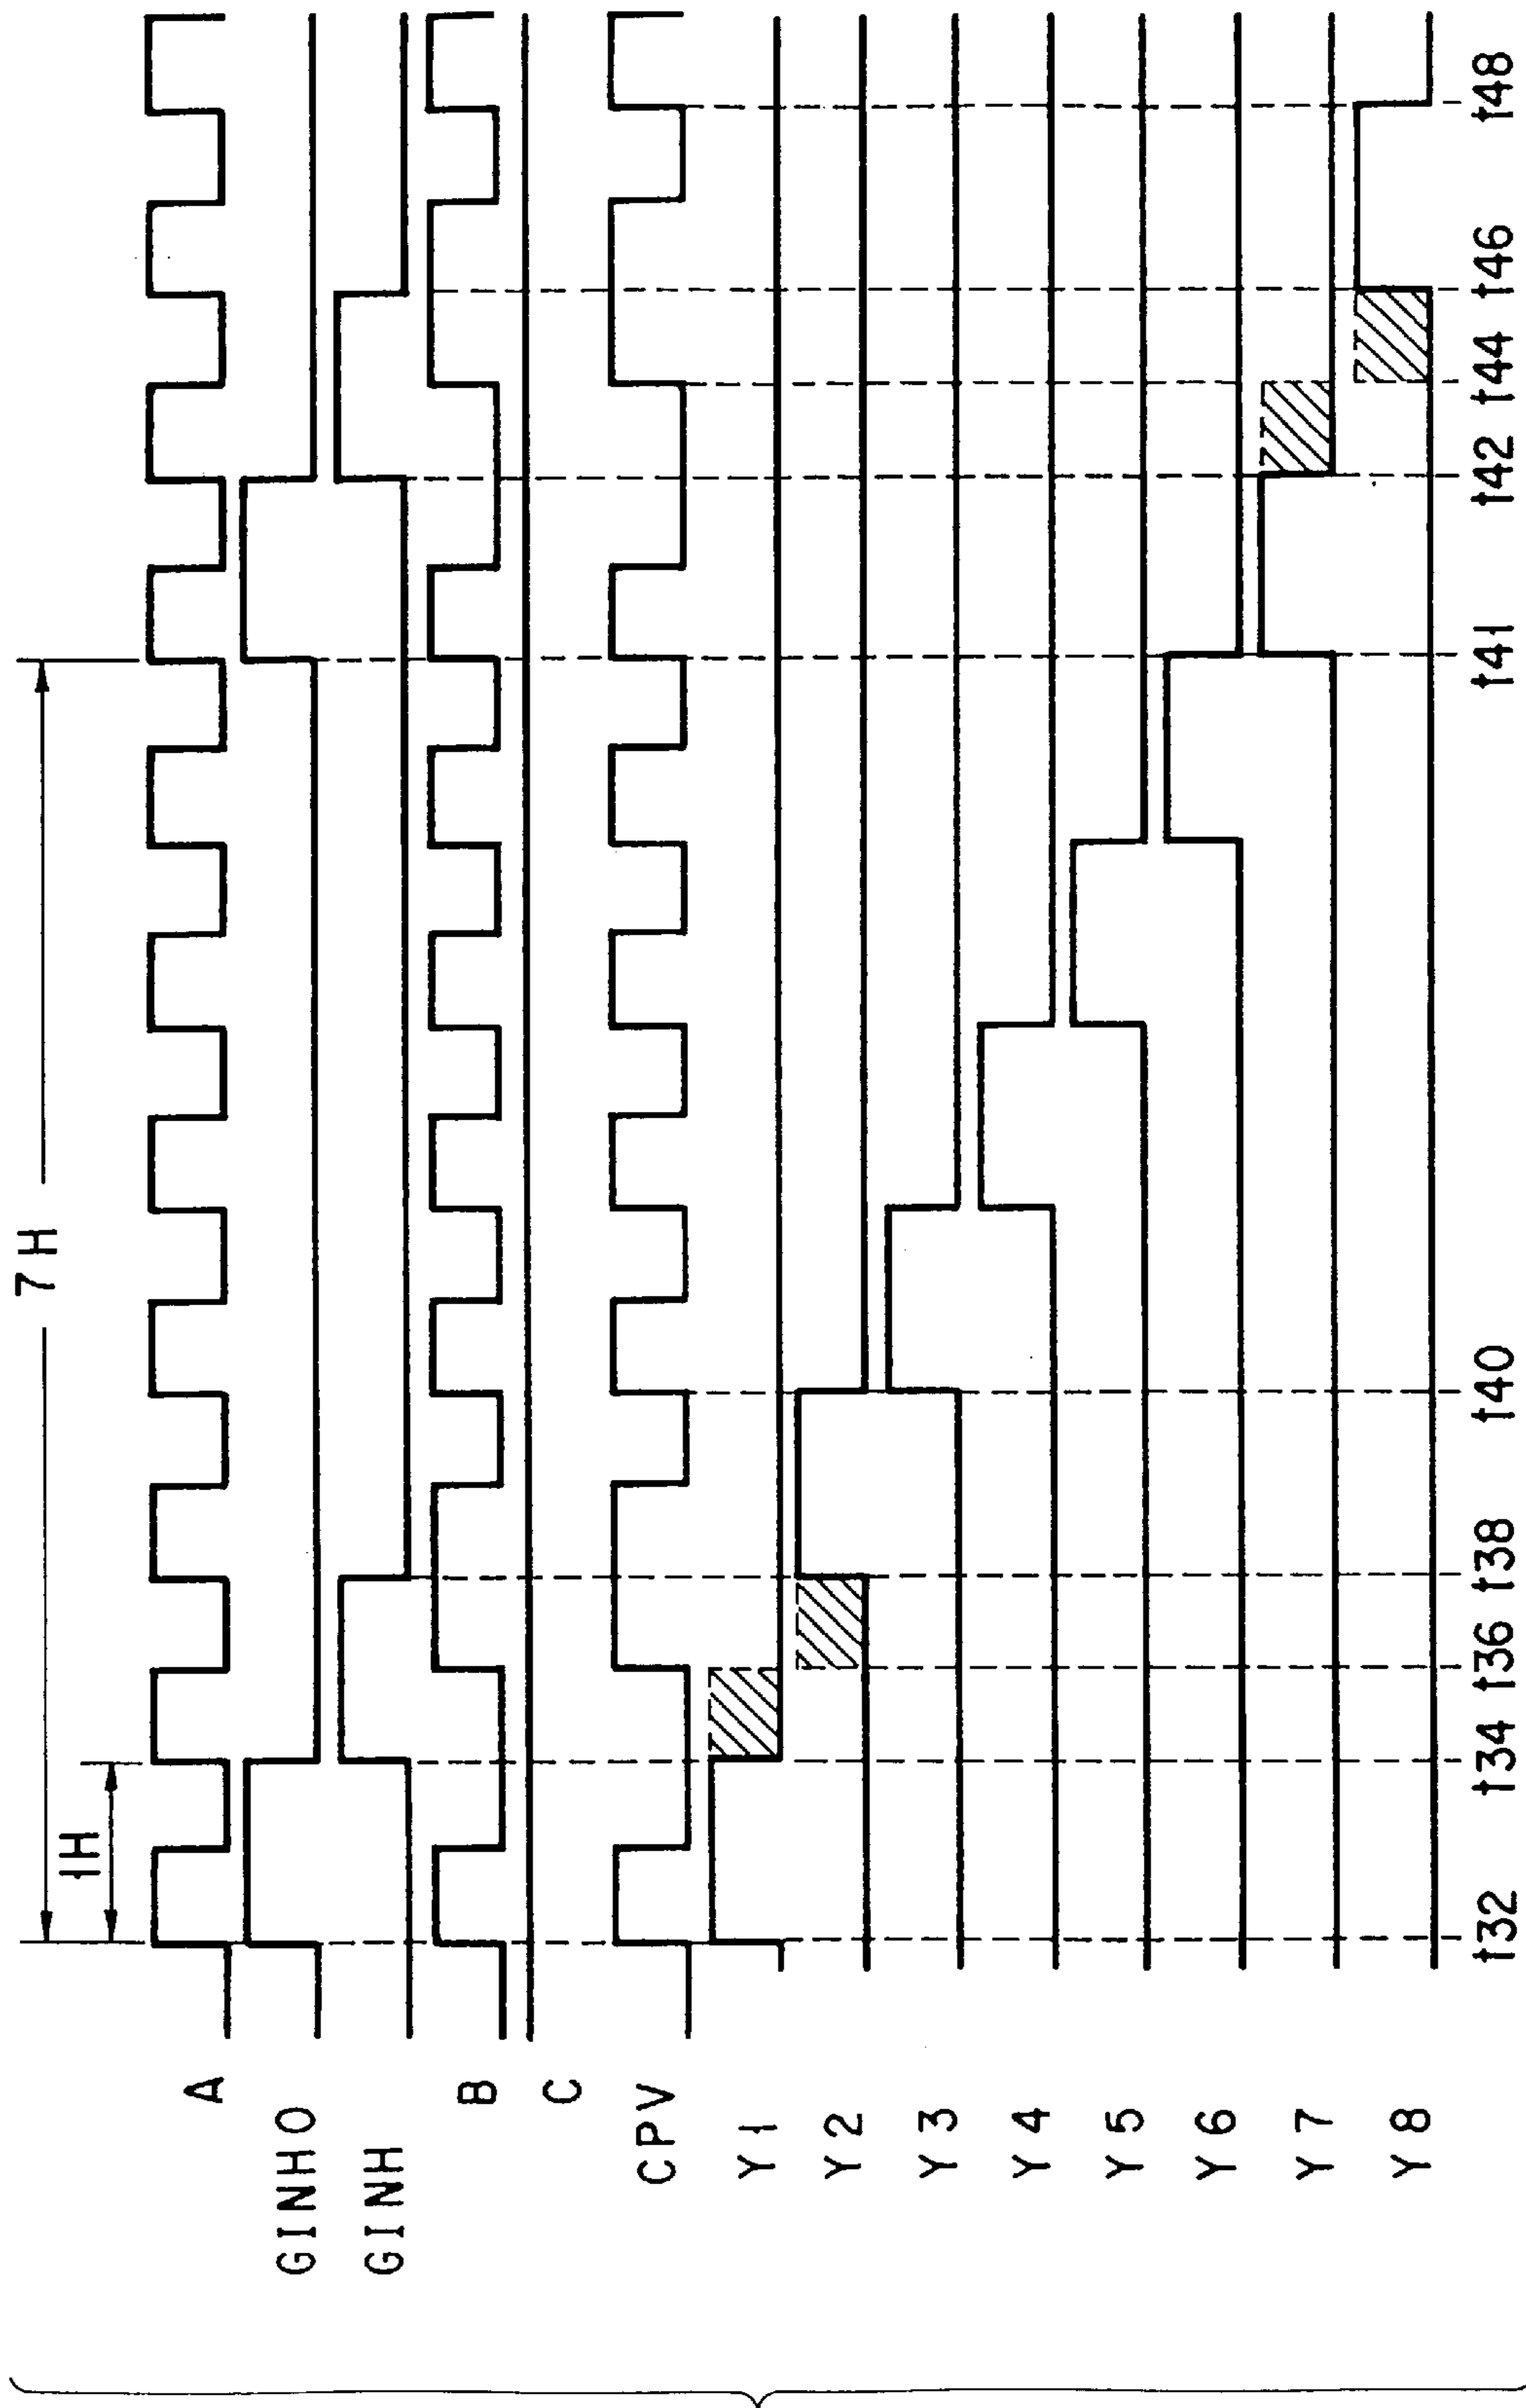 7H
1H
A
GINHO
GINH
B
C
CPV
Y1
Y2
Y3
Y4
Y5
Y6
Y7
Y8
t32 t34 t36 t38 t40 t41 t42 t44 t46 t48